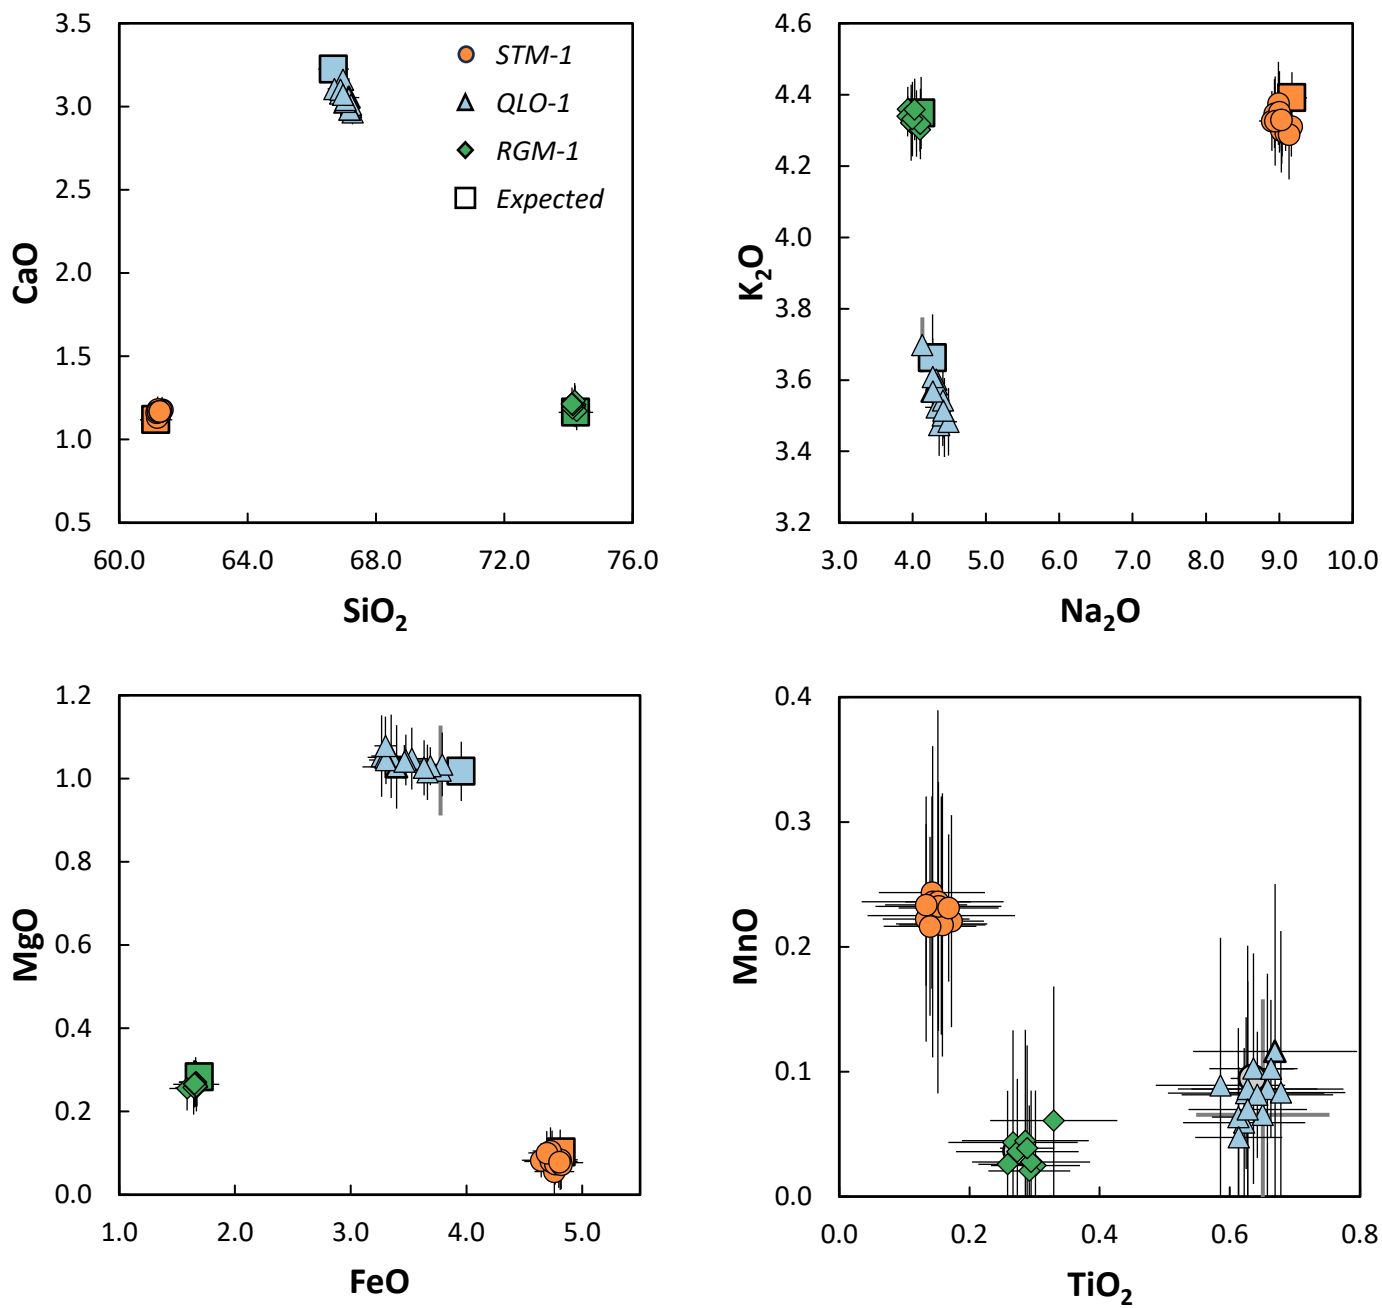 3.5
3.0
2.5
2.0
1.5
1.0
0.5
CaO
60.0 64.0 68.0 72.0 76.0
SiO₂
STM-1
QLO-1
RGM-1
Expected
4.6
4.4
4.2
4.0
3.8
3.6
3.4
3.2
K₂O
3.0 4.0 5.0 6.0 7.0 8.0 9.0 10.0
Na₂O
1.2
1.0
0.8
0.6
0.4
0.2
0.0
MgO
1.0 2.0 3.0 4.0 5.0
FeO
0.4
0.3
0.2
0.1
0.0
MnO
0.0 0.2 0.4 0.6 0.8
TiO₂